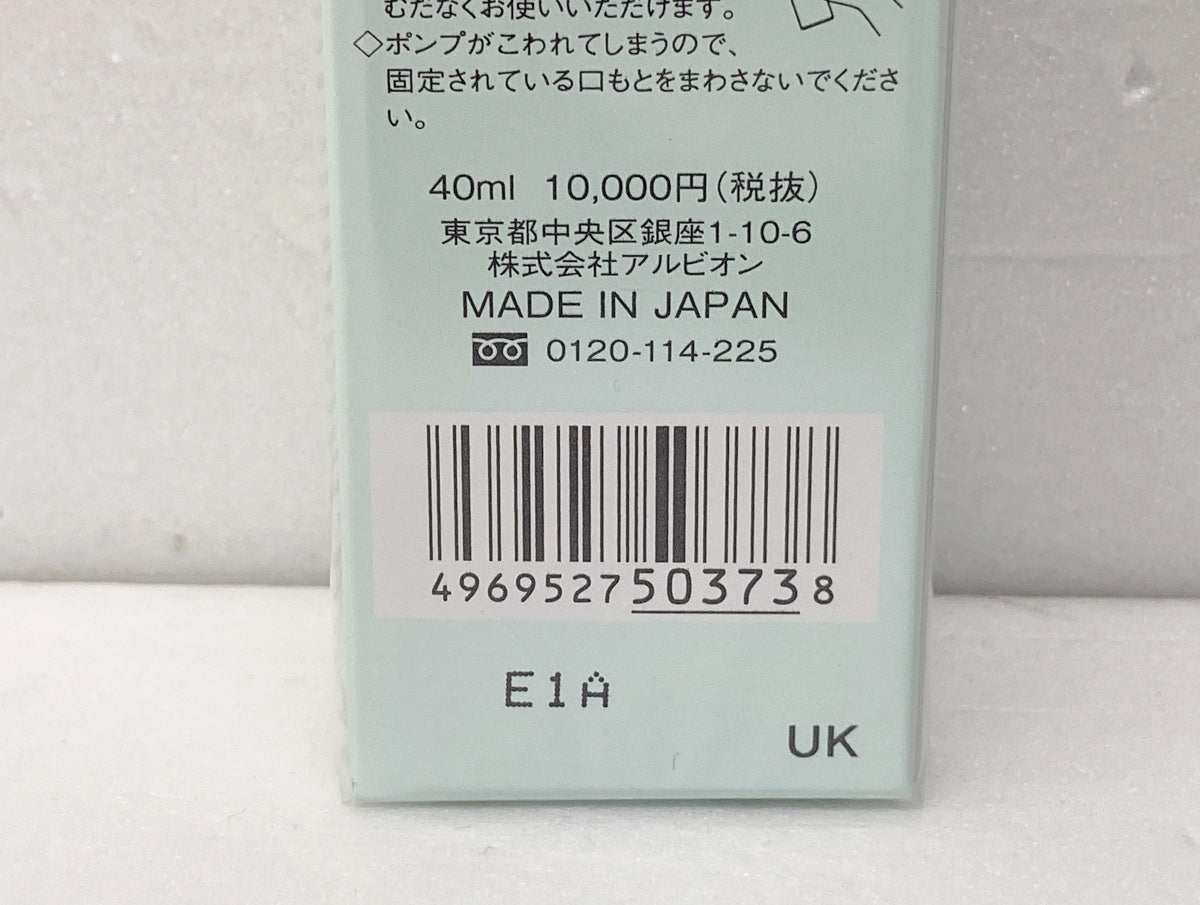 むだなくお使いいただけます。
◇ポンプがこわれてしまうので、
固定されている口もとをまわさないでくださ
い。
40ml 10,000円(税抜)
東京都中央区銀座1-10-6
株式会社アルビオン
MADE IN JAPAN
0120-114-225
4969527503738
E1A
UK